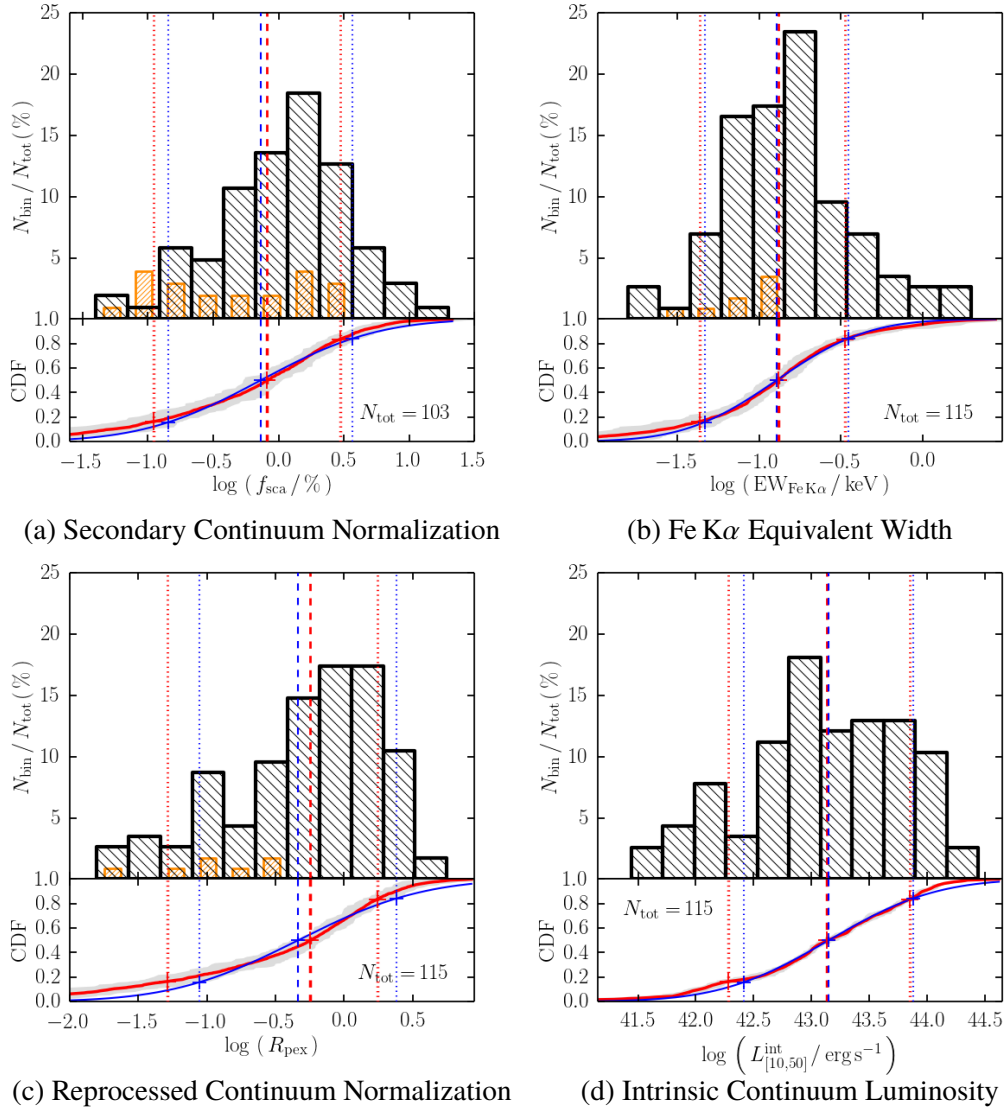 25
20
15
10
5
N_bin / N_tot (%)
1.0
0.8
0.6
0.4
0.2
0.0
CDF
N_tot = 103
−1.5 −1.0 −0.5 0.0 0.5 1.0 1.5
log (f_sca / %)
(a) Secondary Continuum Normalization
25
20
15
10
5
N_bin / N_tot (%)
1.0
0.8
0.6
0.4
0.2
0.0
CDF
N_tot = 115
−1.5 −1.0 −0.5 0.0
log (EW_Fe Kα / keV)
(b) Fe Kα Equivalent Width
25
20
15
10
5
N_bin / N_tot (%)
1.0
0.8
0.6
0.4
0.2
0.0
CDF
N_tot = 115
−2.0 −1.5 −1.0 −0.5 0.0 0.5
log (R_pex)
(c) Reprocessed Continuum Normalization
25
20
15
10
5
N_bin / N_tot (%)
1.0
0.8
0.6
0.4
0.2
0.0
CDF
N_tot = 115
41.5 42.0 42.5 43.0 43.5 44.0 44.5
log (L^int_[10,50] / erg s^−1)
(d) Intrinsic Continuum Luminosity